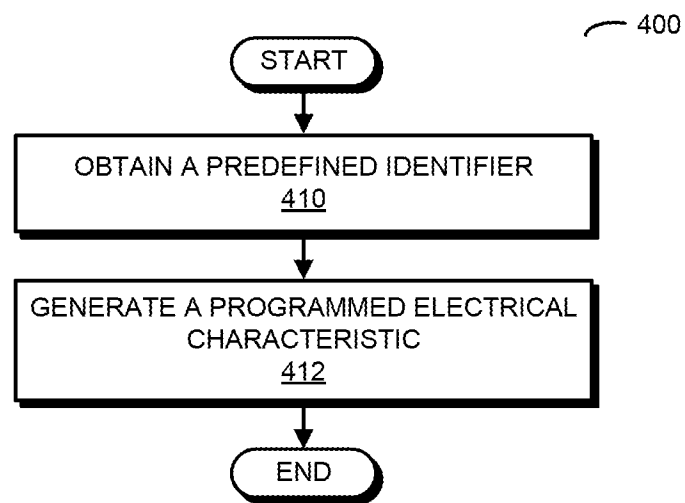 400
START
OBTAIN A PREDEFINED IDENTIFIER
410
GENERATE A PROGRAMMED ELECTRICAL
CHARACTERISTIC
412
END